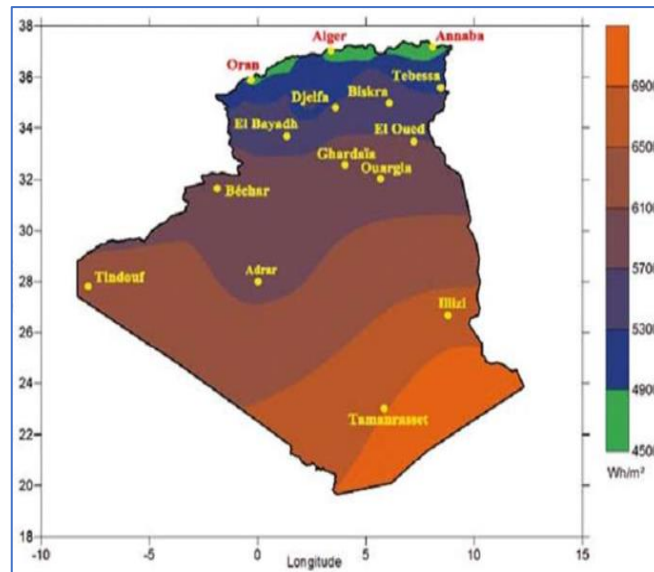 38
36
34
32
30
28
26
24
22
20
18
-10
-5
0
5
10
15
Longitude
Alger
Annaba
Oran
Tebessa
Djelfa
Biskra
El Bayadh
El Oued
Ghardaïa
Ouargla
Béchar
Adrar
Tindouf
Illizi
Tamanrasset
6900
6500
6100
5700
5300
4900
4500
Wh/m²